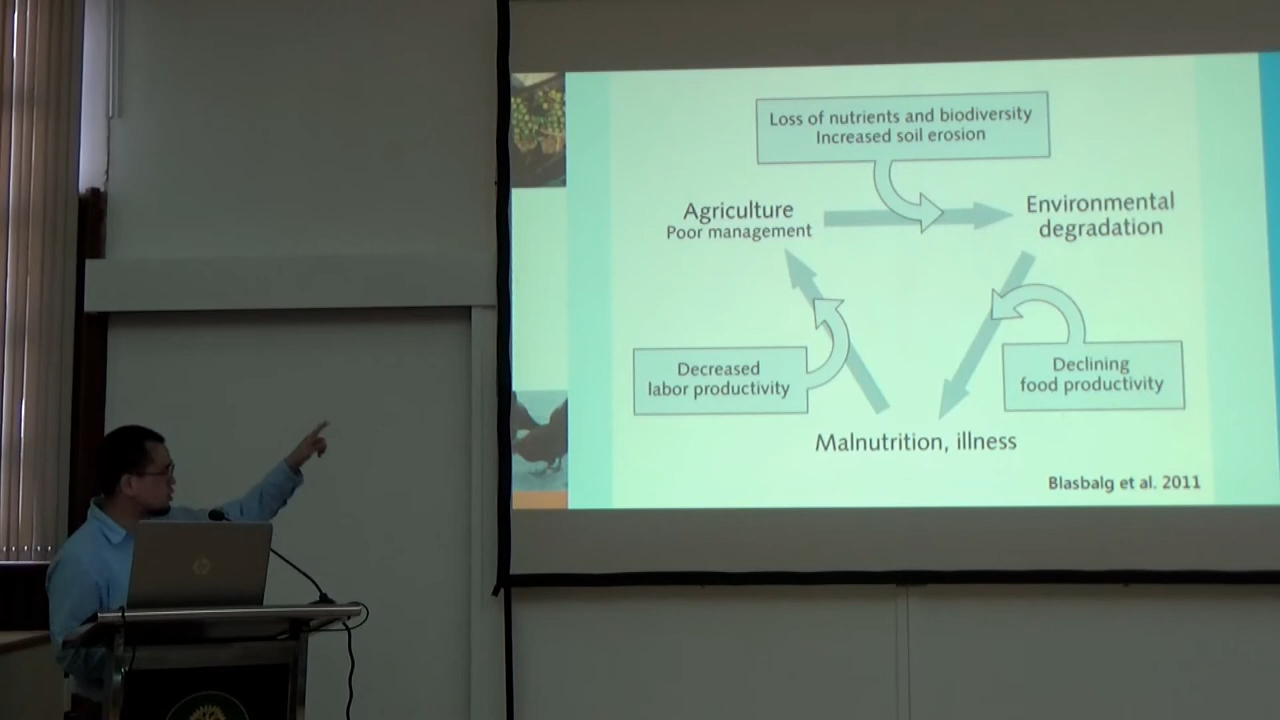 Loss of nutrients and biodiversity
Increased soil erosion
Agriculture
Poor management
Environmental
degradation
Decreased
labor productivity
Declining
food productivity
Malnutrition, illness
Blasbalg et al. 2011
hp